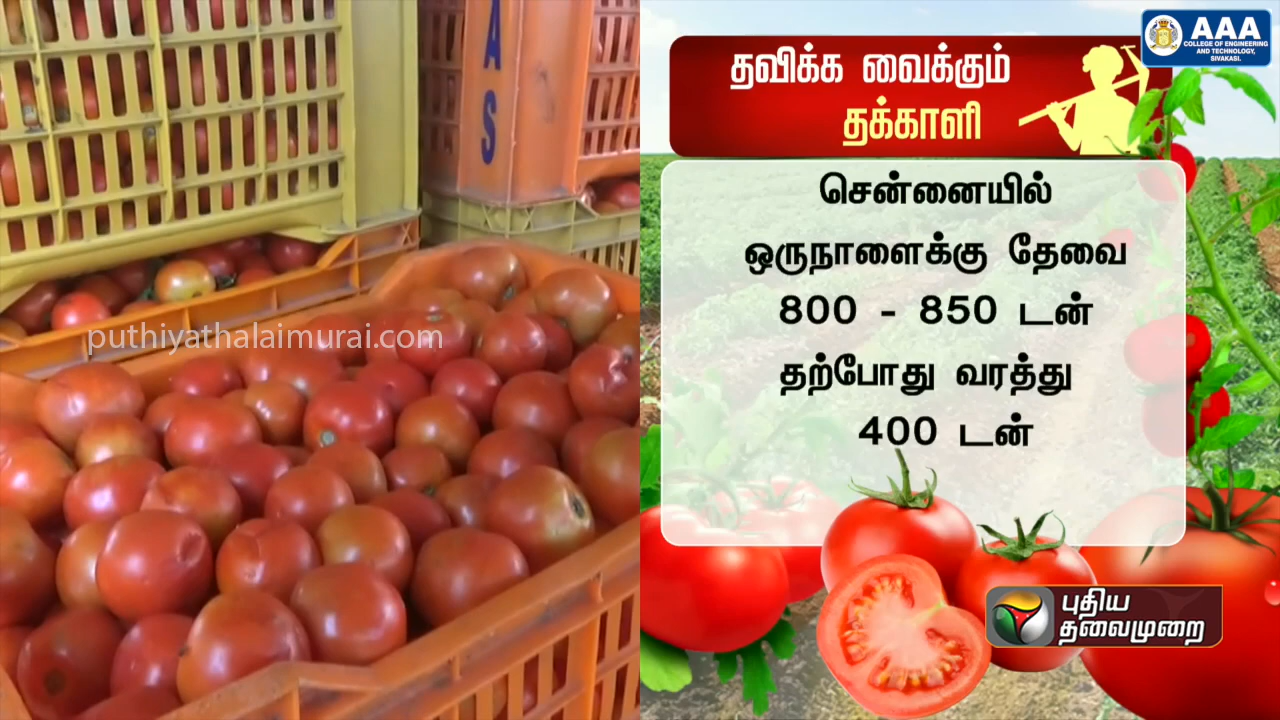 AS
puthiyathalaimurai.com
AAA
COLLEGE OF ENGINEERING
AND TECHNOLOGY,
SIVAKASI.
தவிக்க வைக்கும்
தக்காளி
சென்னையில்
ஒருநாளைக்கு தேவை
800 - 850 டன்
தற்போது வரத்து
400 டன்
புதிய
தலைமுறை